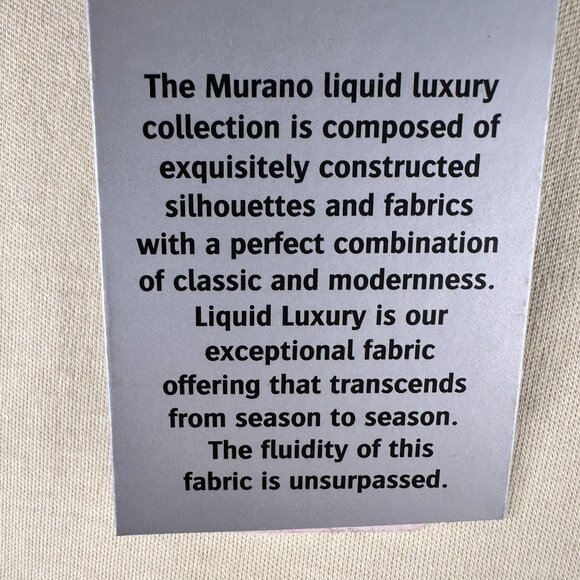 The Murano liquid luxury
collection is composed of
exquisitely constructed
silhouettes and fabrics
with a perfect combination
of classic and modernness.
Liquid Luxury is our
exceptional fabric
offering that transcends
from season to season.
The fluidity of this
fabric is unsurpassed.